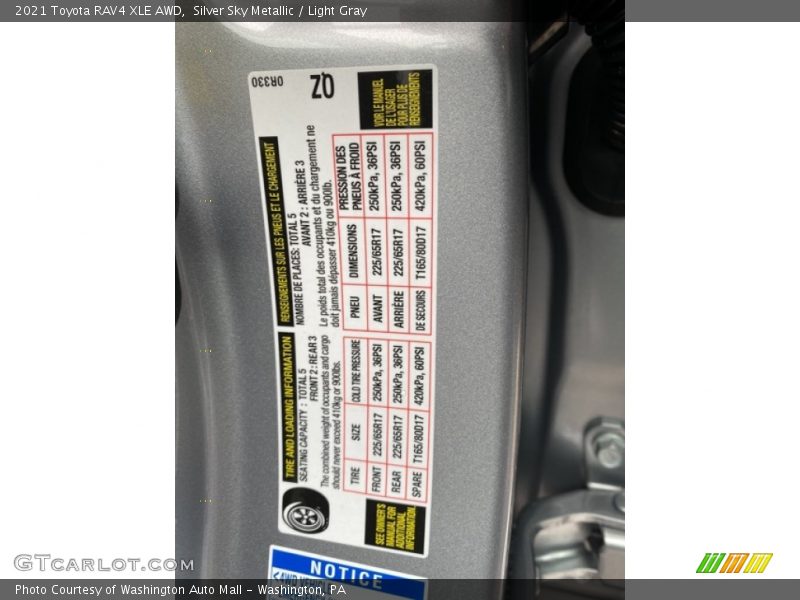 2021 Toyota RAV4 XLE AWD, Silver Sky Metallic / Light Gray
TIRE AND LOADING INFORMATION
SEATING CAPACITY : TOTAL 5
FRONT 2 : REAR 3
The combined weight of occupants and cargo
should never exceed 410kg or 900lbs.
TIRE SIZE COLD TIRE PRESSURE
FRONT 225/65R17 250kPa, 36PSI
REAR 225/65R17 250kPa, 36PSI
SPARE T165/80D17 420kPa, 60PSI
SEE OWNER'S
MANUAL FOR
ADDITIONAL
INFORMATION.
RENSEIGNEMENTS SUR LES PNEUS ET LE CHARGEMENT
NOMBRE DE PLACES: TOTAL 5
AVANT 2 : ARRIÈRE 3
Le poids total des occupants et du chargement ne
doit jamais dépasser 410kg ou 900lb.
PNEU DIMENSIONS PRESSION DES
PNEUS À FROID
AVANT 225/65R17 250kPa, 36PSI
ARRIÈRE 225/65R17 250kPa, 36PSI
DE SECOURS T165/80D17 420kPa, 60PSI
VOIR LE MANUEL
DE L'USAGER
POUR PLUS DE
RENSEIGNEMENTS
0R330
QZ
NOTICE
GTcarlot.com
Photo Courtesy of Washington Auto Mall - Washington, PA